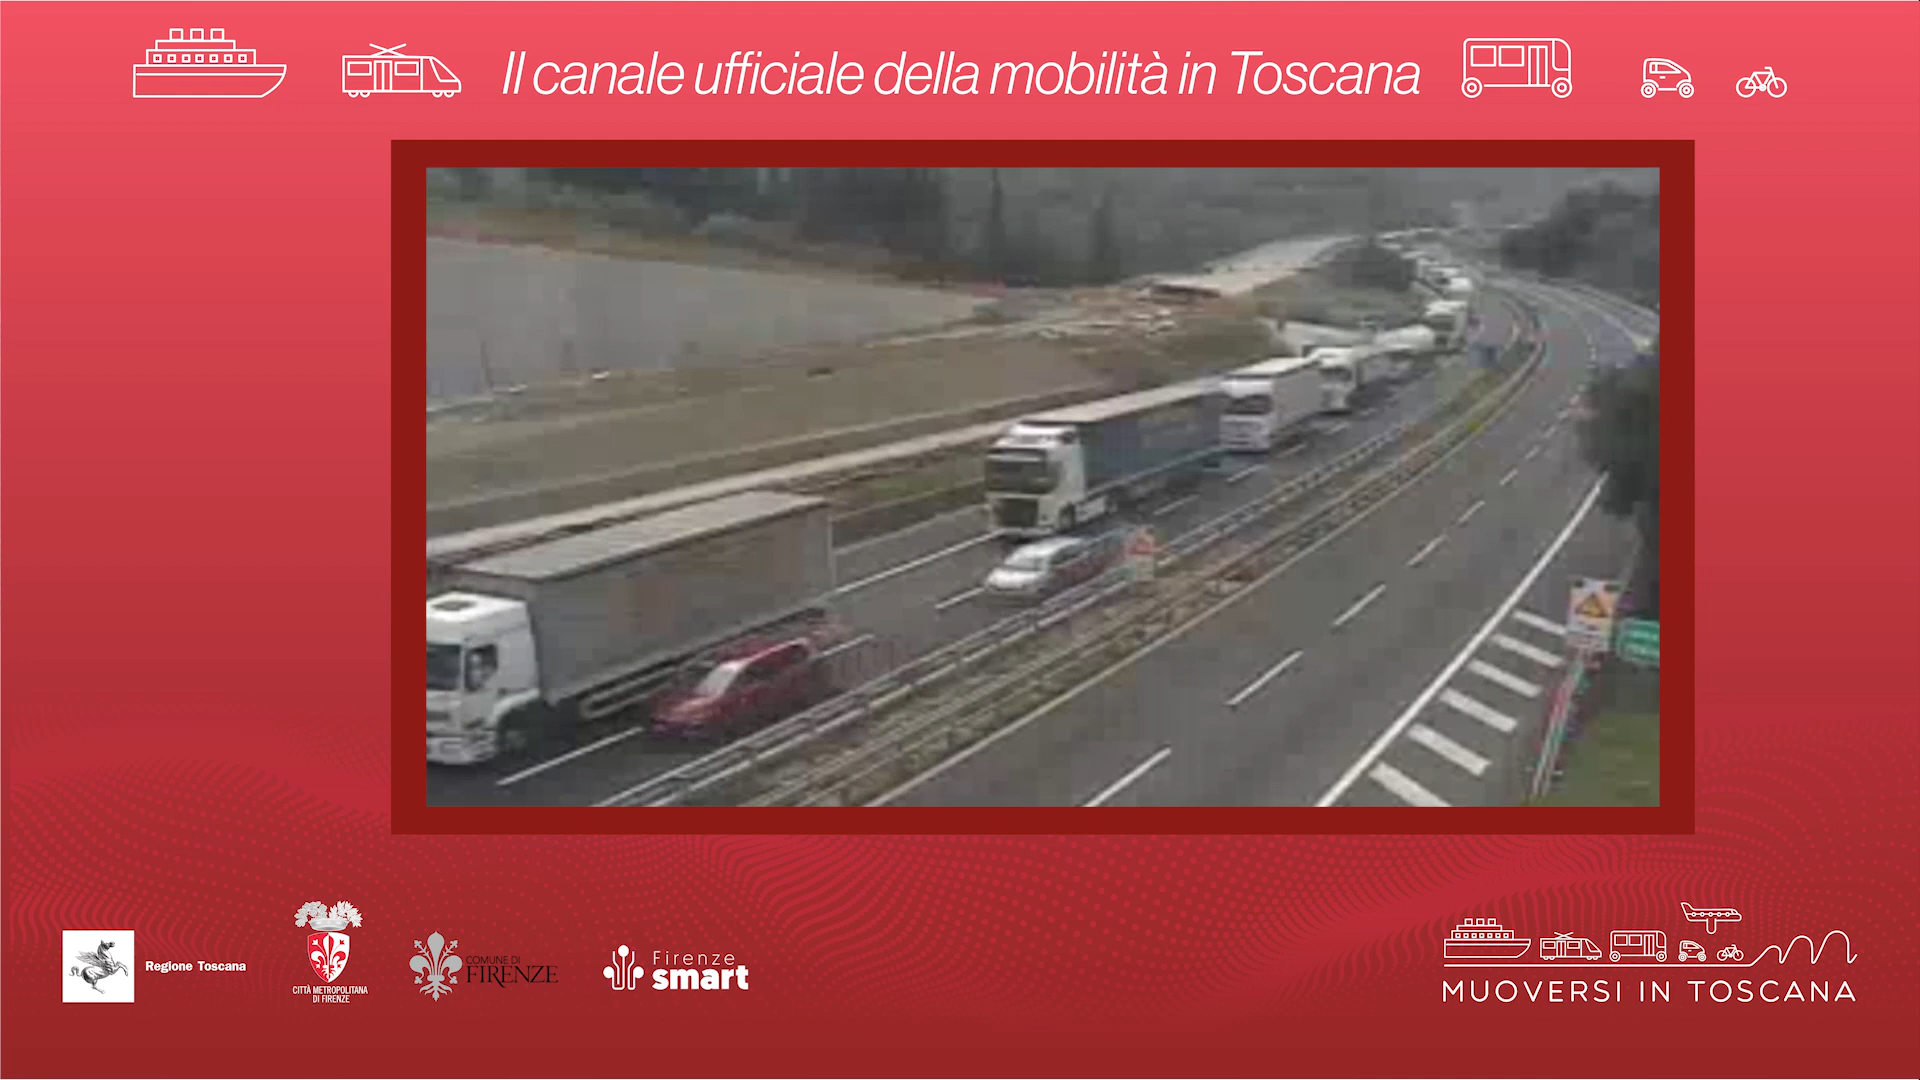 Il canale ufficiale della mobilità in Toscana
Regione Toscana
CITTÀ METROPOLITANA
DI FIRENZE
COMUNE DI
FIRENZE
Firenze
smart
MUOVERSI IN TOSCANA